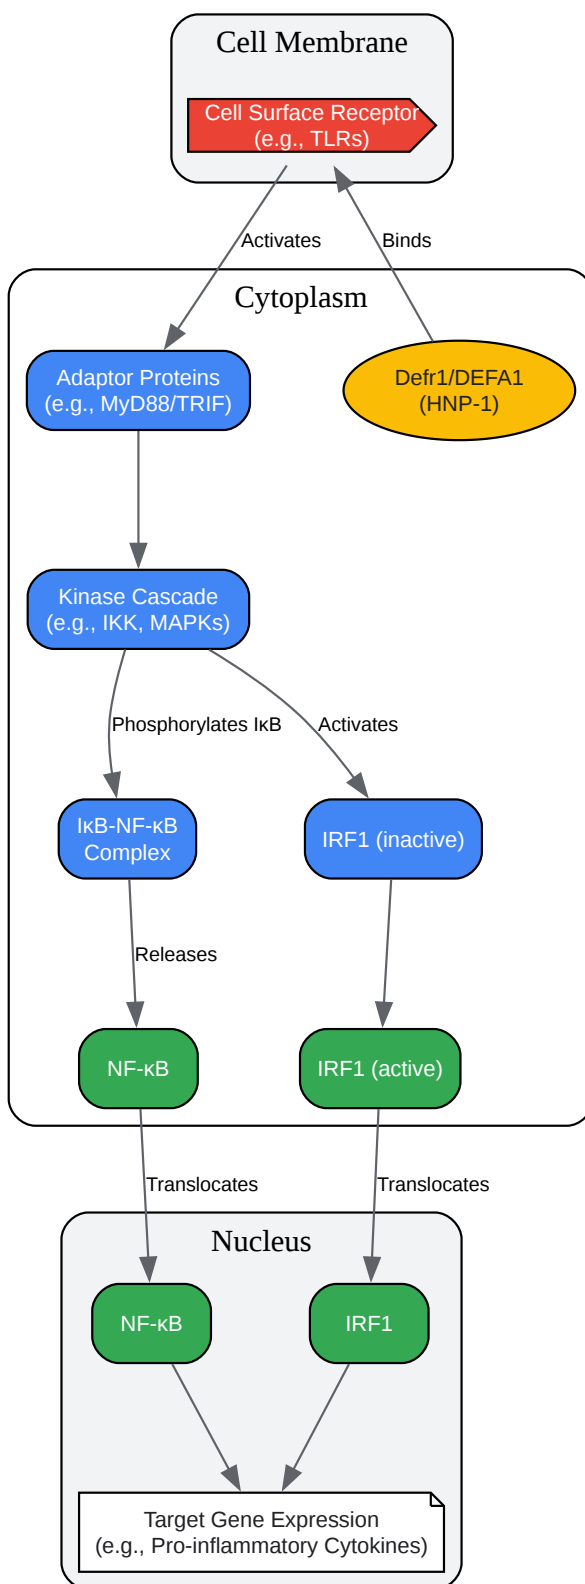 Cell Membrane
Cell Surface Receptor
(e.g., TLRs)
Activates
Binds
Cytoplasm
Adaptor Proteins
(e.g., MyD88/TRIF)
Defr1/DEFA1
(HNP-1)
Kinase Cascade
(e.g., IKK, MAPKs)
Phosphorylates IκB
Activates
IκB-NF-κB
Complex
IRF1 (inactive)
Releases
NF-κB
IRF1 (active)
Translocates
Translocates
Nucleus
NF-κB
IRF1
Target Gene Expression
(e.g., Pro-inflammatory Cytokines)